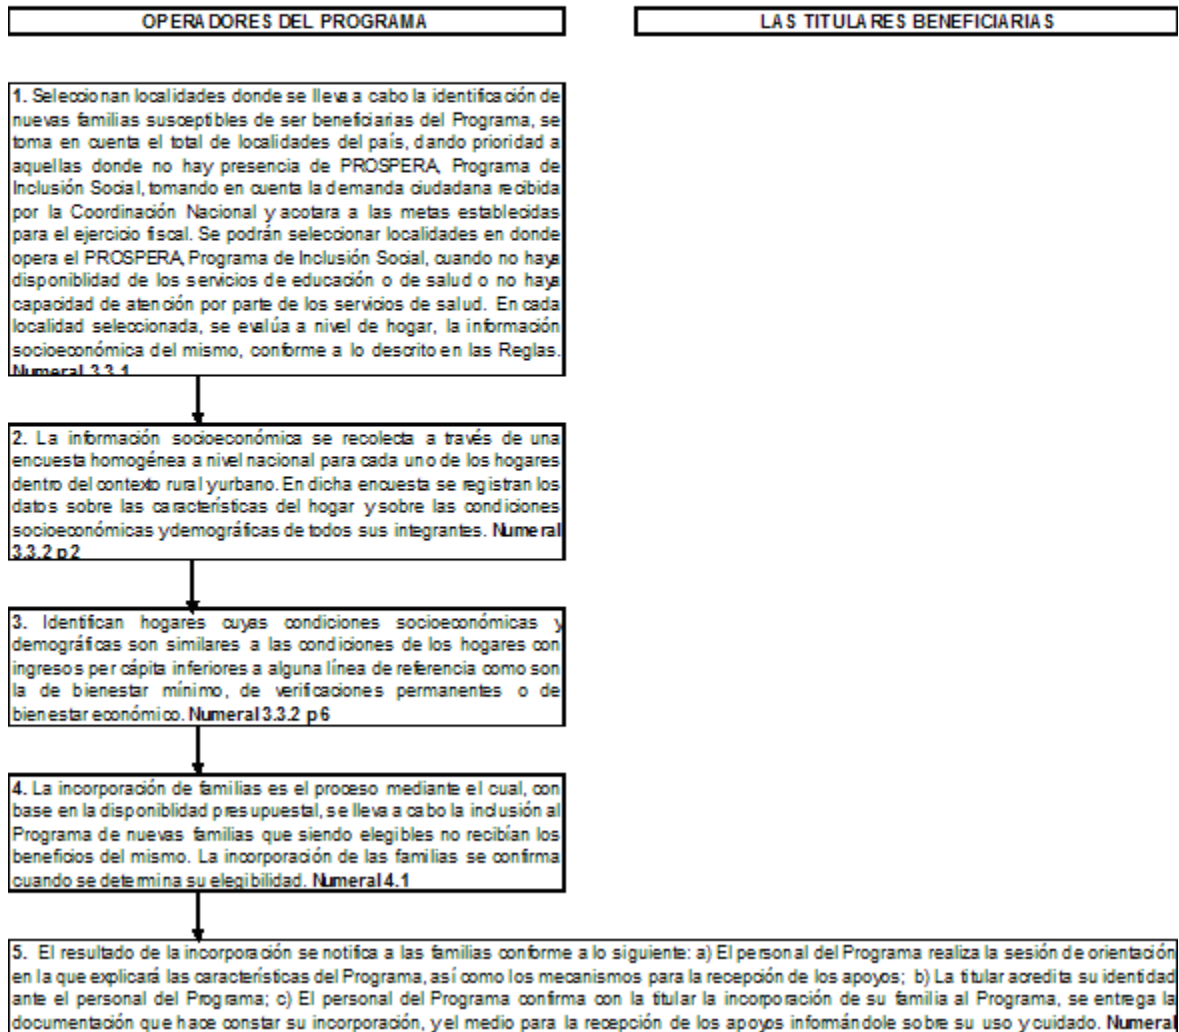 OPERADORES DEL PROGRAMA
LAS TITULARES BENEFICIARIAS
1. Seleccionan localidades donde se lleva a cabo la identificación de
nuevas familias susceptibles de ser beneficiarias del Programa, se
toma en cuenta el total de localidades del país, dando prioridad a
aquellas donde no hay presencia de PROSPERA, Programa de
Inclusión Social, tomando en cuenta la demanda ciudadana recibida
por la Coordinación Nacional y acotara a las metas establecidas
para el ejercicio fiscal. Se podrán seleccionar localidades en donde
opera el PROSPERA, Programa de Inclusión Social, cuando no haya
disponiblidad de los servicios de educación o de salud o no haya
capacidad de atención por parte de los servicios de salud. En cada
localidad seleccionada, se evalúa a nivel de hogar, la información
socioeconómica del mismo, conforme a lo descrito en las Reglas.
Numeral 3.3.1
2. La información socioeconómica se recolecta a través de una
encuesta homogénea a nivel nacional para cada uno de los hogares
dentro del contexto rural y urbano. En dicha encuesta se registran los
datos sobre las características del hogar y sobre las condiciones
socioeconómicas y demográficas de todos sus integrantes. Numeral
3.3.2 p 2
3. Identifican hogares cuyas condiciones socioeconómicas y
demográficas son similares a las condiciones de los hogares con
ingresos per cápita inferiores a alguna línea de referencia como son
la de bienestar mínimo, de verificaciones permanentes o de
bienestar económico. Numeral 3.3.2 p 6
4. La incorporación de familias es el proceso mediante el cual, con
base en la disponiblidad presupuestal, se lleva a cabo la inclusión al
Programa de nuevas familias que siendo elegibles no recibían los
beneficios del mismo. La incorporación de las familias se confirma
cuando se determina su elegibilidad. Numeral 4.1
5. El resultado de la incorporación se notifica a las familias conforme a lo siguiente: a) El personal del Programa realiza la sesión de orientación
en la que explicará las características del Programa, así como los mecanismos para la recepción de los apoyos; b) La titular acredita su identidad
ante el personal del Programa; c) El personal del Programa confirma con la titular la incorporación de su familia al Programa, se entrega la
documentación que hace constar su incorporación, y el medio para la recepción de los apoyos informándole sobre su uso y cuidado. Numeral